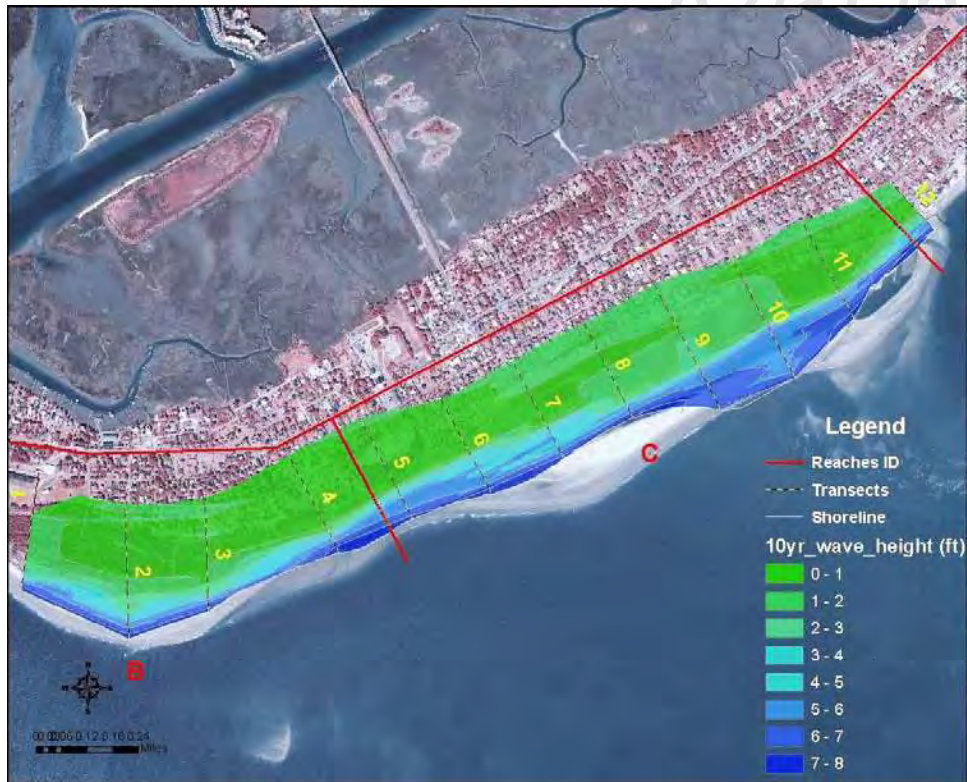 1
2
3
4
5
6
7
8
9
10
11
12
B
C
Legend
Reaches ID
Transects
Shoreline
10yr_wave_height (ft)
0 - 1
1 - 2
2 - 3
3 - 4
4 - 5
5 - 6
6 - 7
7 - 8
Miles